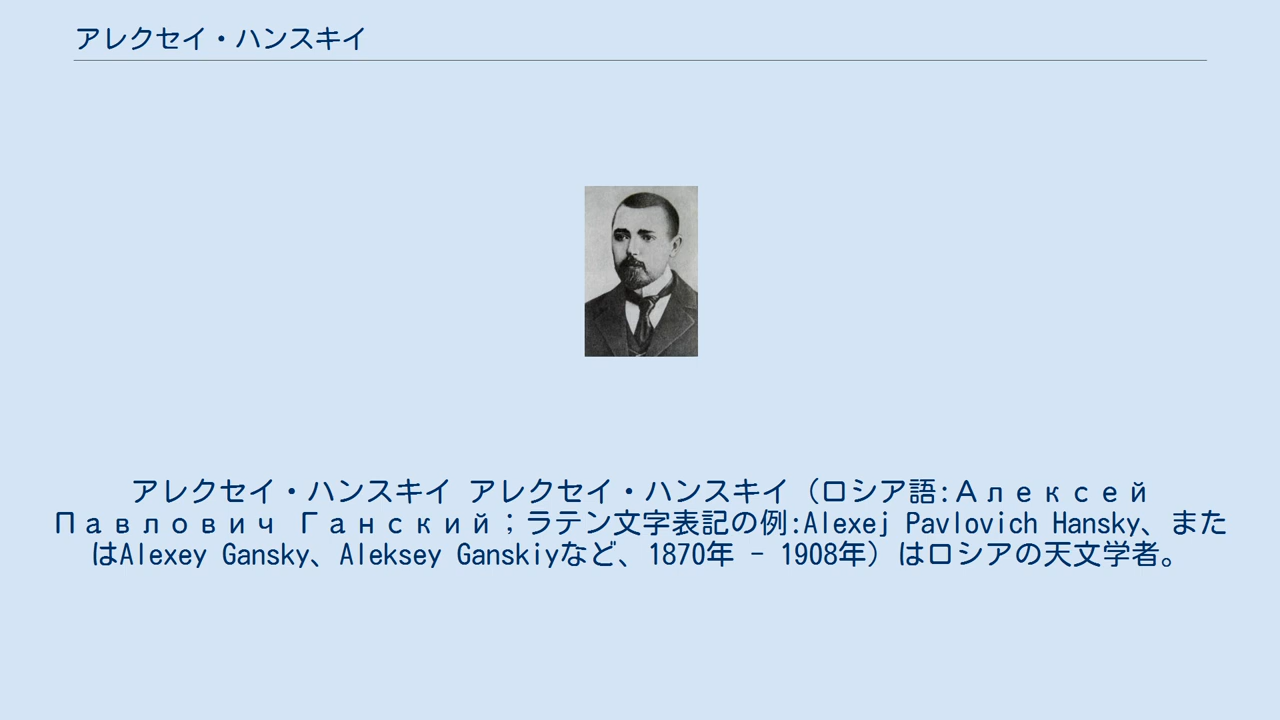 アレクセイ・ハンスキイ
アレクセイ・ハンスキイ アレクセイ・ハンスキイ（ロシア語:Алексей
Павлович Ганский；ラテン文字表記の例:Alexej Pavlovich Hansky、また
はAlexey Gansky、Aleksey Ganskiyなど、1870年 - 1908年）はロシアの天文学者。